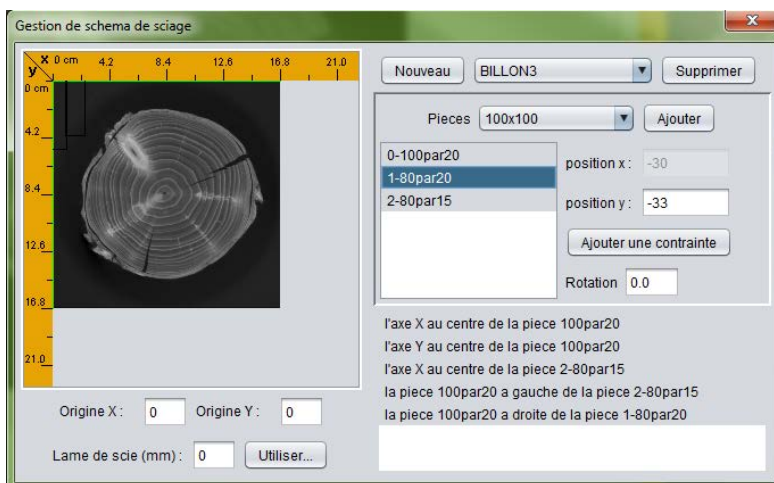 Gestion de schema de sciage
X 0 cm 4.2 8.4 12.6 16.8 21.0
y
0 cm
4.2
8.4
12.6
16.8
21.0
Nouveau BILLON3 Supprimer
Pieces 100x100 Ajouter
0-100par20
1-80par20
2-80par15
position x : -30
position y : -33
Ajouter une contrainte
Rotation 0.0
l'axe X au centre de la piece 100par20
l'axe Y au centre de la piece 100par20
l'axe X au centre de la piece 2-80par15
la piece 100par20 a gauche de la piece 2-80par15
la piece 100par20 a droite de la piece 1-80par20
Origine X : 0 Origine Y : 0
Lame de scie (mm) : 0 Utiliser...